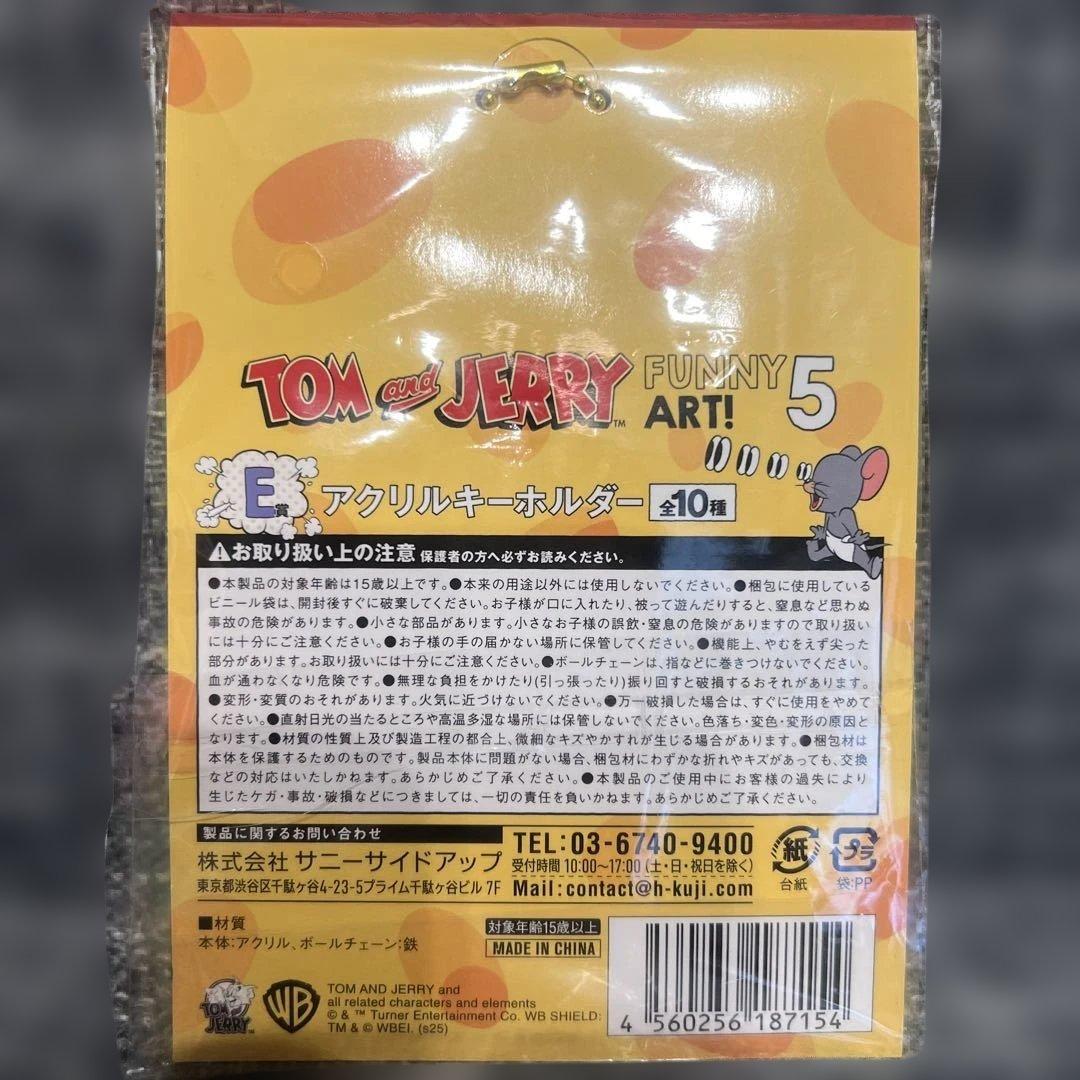 TOM and JERRY™ FUNNY ART! 5
E賞 アクリルキーホルダー 全10種
⚠お取り扱い上の注意 保護者の方へ必ずお読みください。
●本製品の対象年齢は15歳以上です。●本来の用途以外には使用しないでください。●梱包に使用している
ビニール袋は、開封後すぐに破棄してください。お子様が口に入れたり、被って遊んだりすると、窒息など思わぬ
事故の危険があります。●小さな部品があります。小さなお子様の誤飲・窒息の危険がありますので取り扱い
には十分にご注意ください。●お子様の手の届かない場所に保管してください。●機能上、やむをえず尖った
部分があります。お取り扱いには十分にご注意ください。●ボールチェーンは、指などに巻きつけないでください。
血が通わなくなり危険です。●無理な負担をかけたり(引っ張ったり)振り回すと破損するおそれがあります。
●変形・変質のおそれがあります。火気に近づけないでください。●万一破損した場合は、すぐに使用をやめて
ください。●直射日光の当たるところや高温多湿な場所には保管しないでください。色落ち・変色・変形の原因と
なります。●材質の性質上及び製造工程の都合上、微細なキズやかすれが生じる場合があります。●梱包材は
本体を保護するためのものです。製品本体に問題がない場合、梱包材にわずかな折れやキズがあっても、交換
などの対応はいたしかねます。あらかじめご了承ください。●本製品のご使用中にお客様の過失により
生じたケガ・事故・破損などにつきましては、一切の責任を負いかねます。あらかじめご了承ください。
製品に関するお問い合わせ
株式会社 サニーサイドアップ
東京都渋谷区千駄ヶ谷4-23-5プライム千駄ヶ谷ビル 7F
TEL:03-6740-9400
受付時間 10:00〜17:00 (土・日・祝日を除く)
Mail:contact@h-kuji.com
紙
台紙
プラ
袋:PP
■材質
本体:アクリル、ボールチェーン:鉄
対象年齢15歳以上
MADE IN CHINA
TOM and JERRY
WB
TOM AND JERRY and
all related characters and elements
© & ™ Turner Entertainment Co. WB SHIELD:
TM & © WBEI. (s25)
4 560256 187154